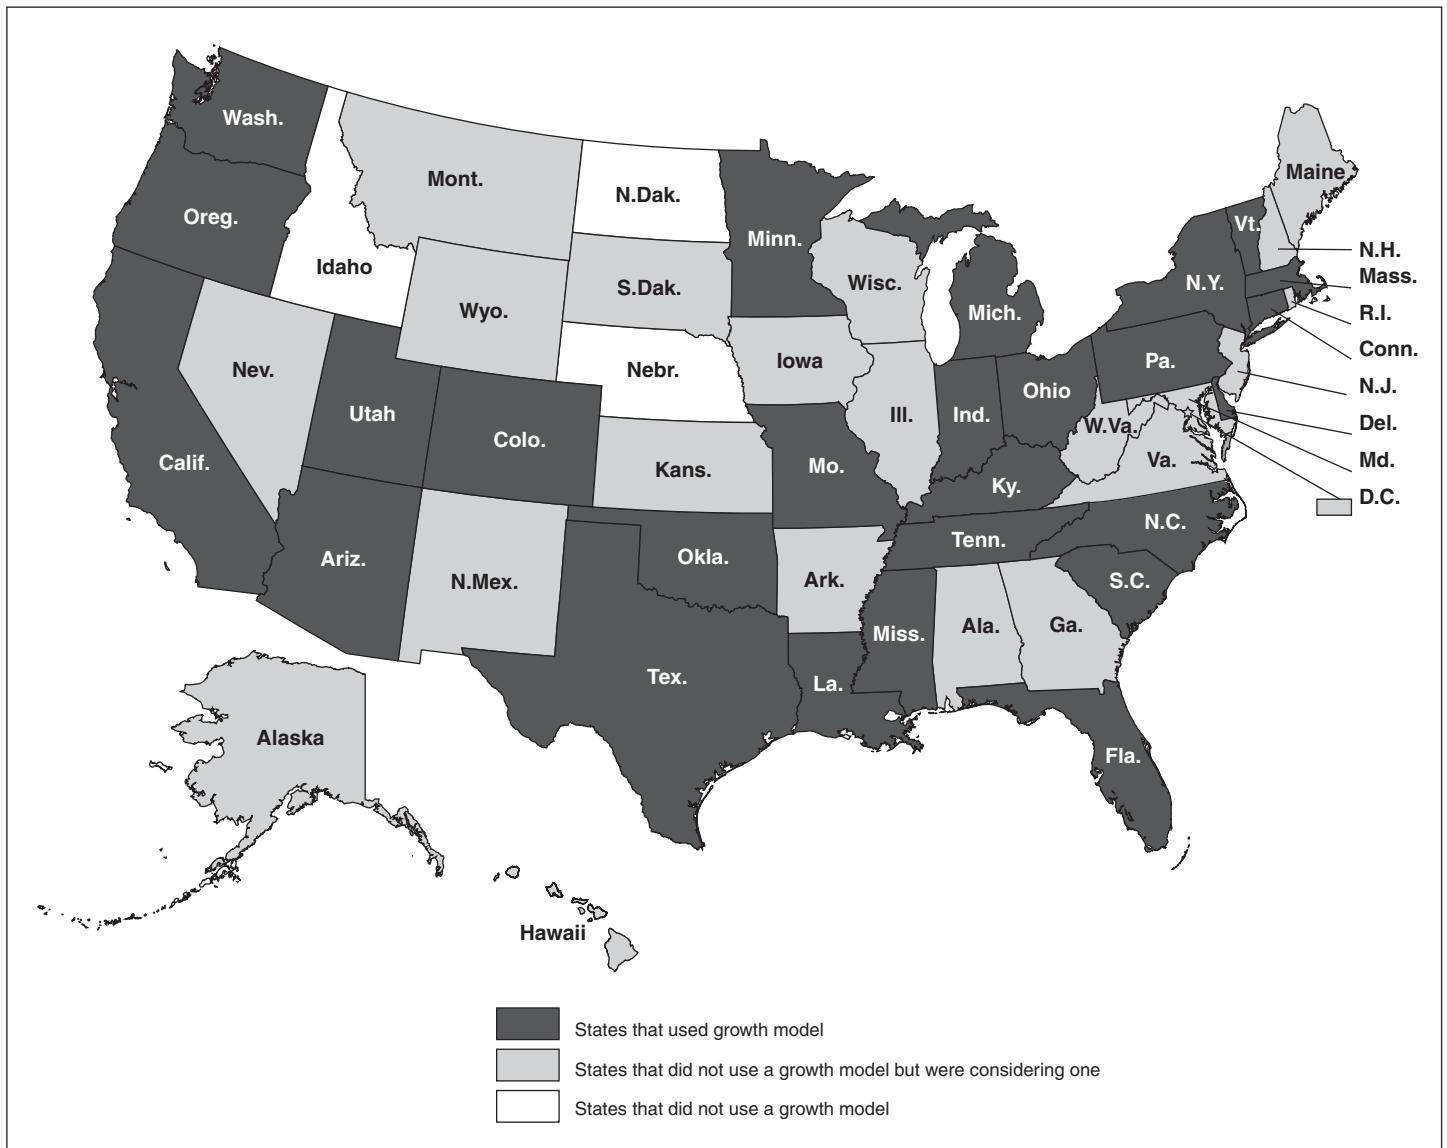 Wash.
Mont.
N.Dak.
Minn.
Maine
Oreg.
Idaho
Wyo.
S.Dak.
Wisc.
Mich.
N.Y.
Vt.
N.H.
Mass.
R.I.
Conn.
N.J.
Del.
Md.
D.C.
Nev.
Utah
Colo.
Nebr.
Iowa
Ill.
Ind.
Ohio
Pa.
W.Va.
Va.
Calif.
Kans.
Mo.
Ky.
N.C.
Tenn.
Ariz.
N.Mex.
Okla.
Ark.
S.C.
Miss.
Ala.
Ga.
Tex.
La.
Fla.
Alaska
Hawaii
States that used growth model
States that did not use a growth model but were considering one
States that did not use a growth model